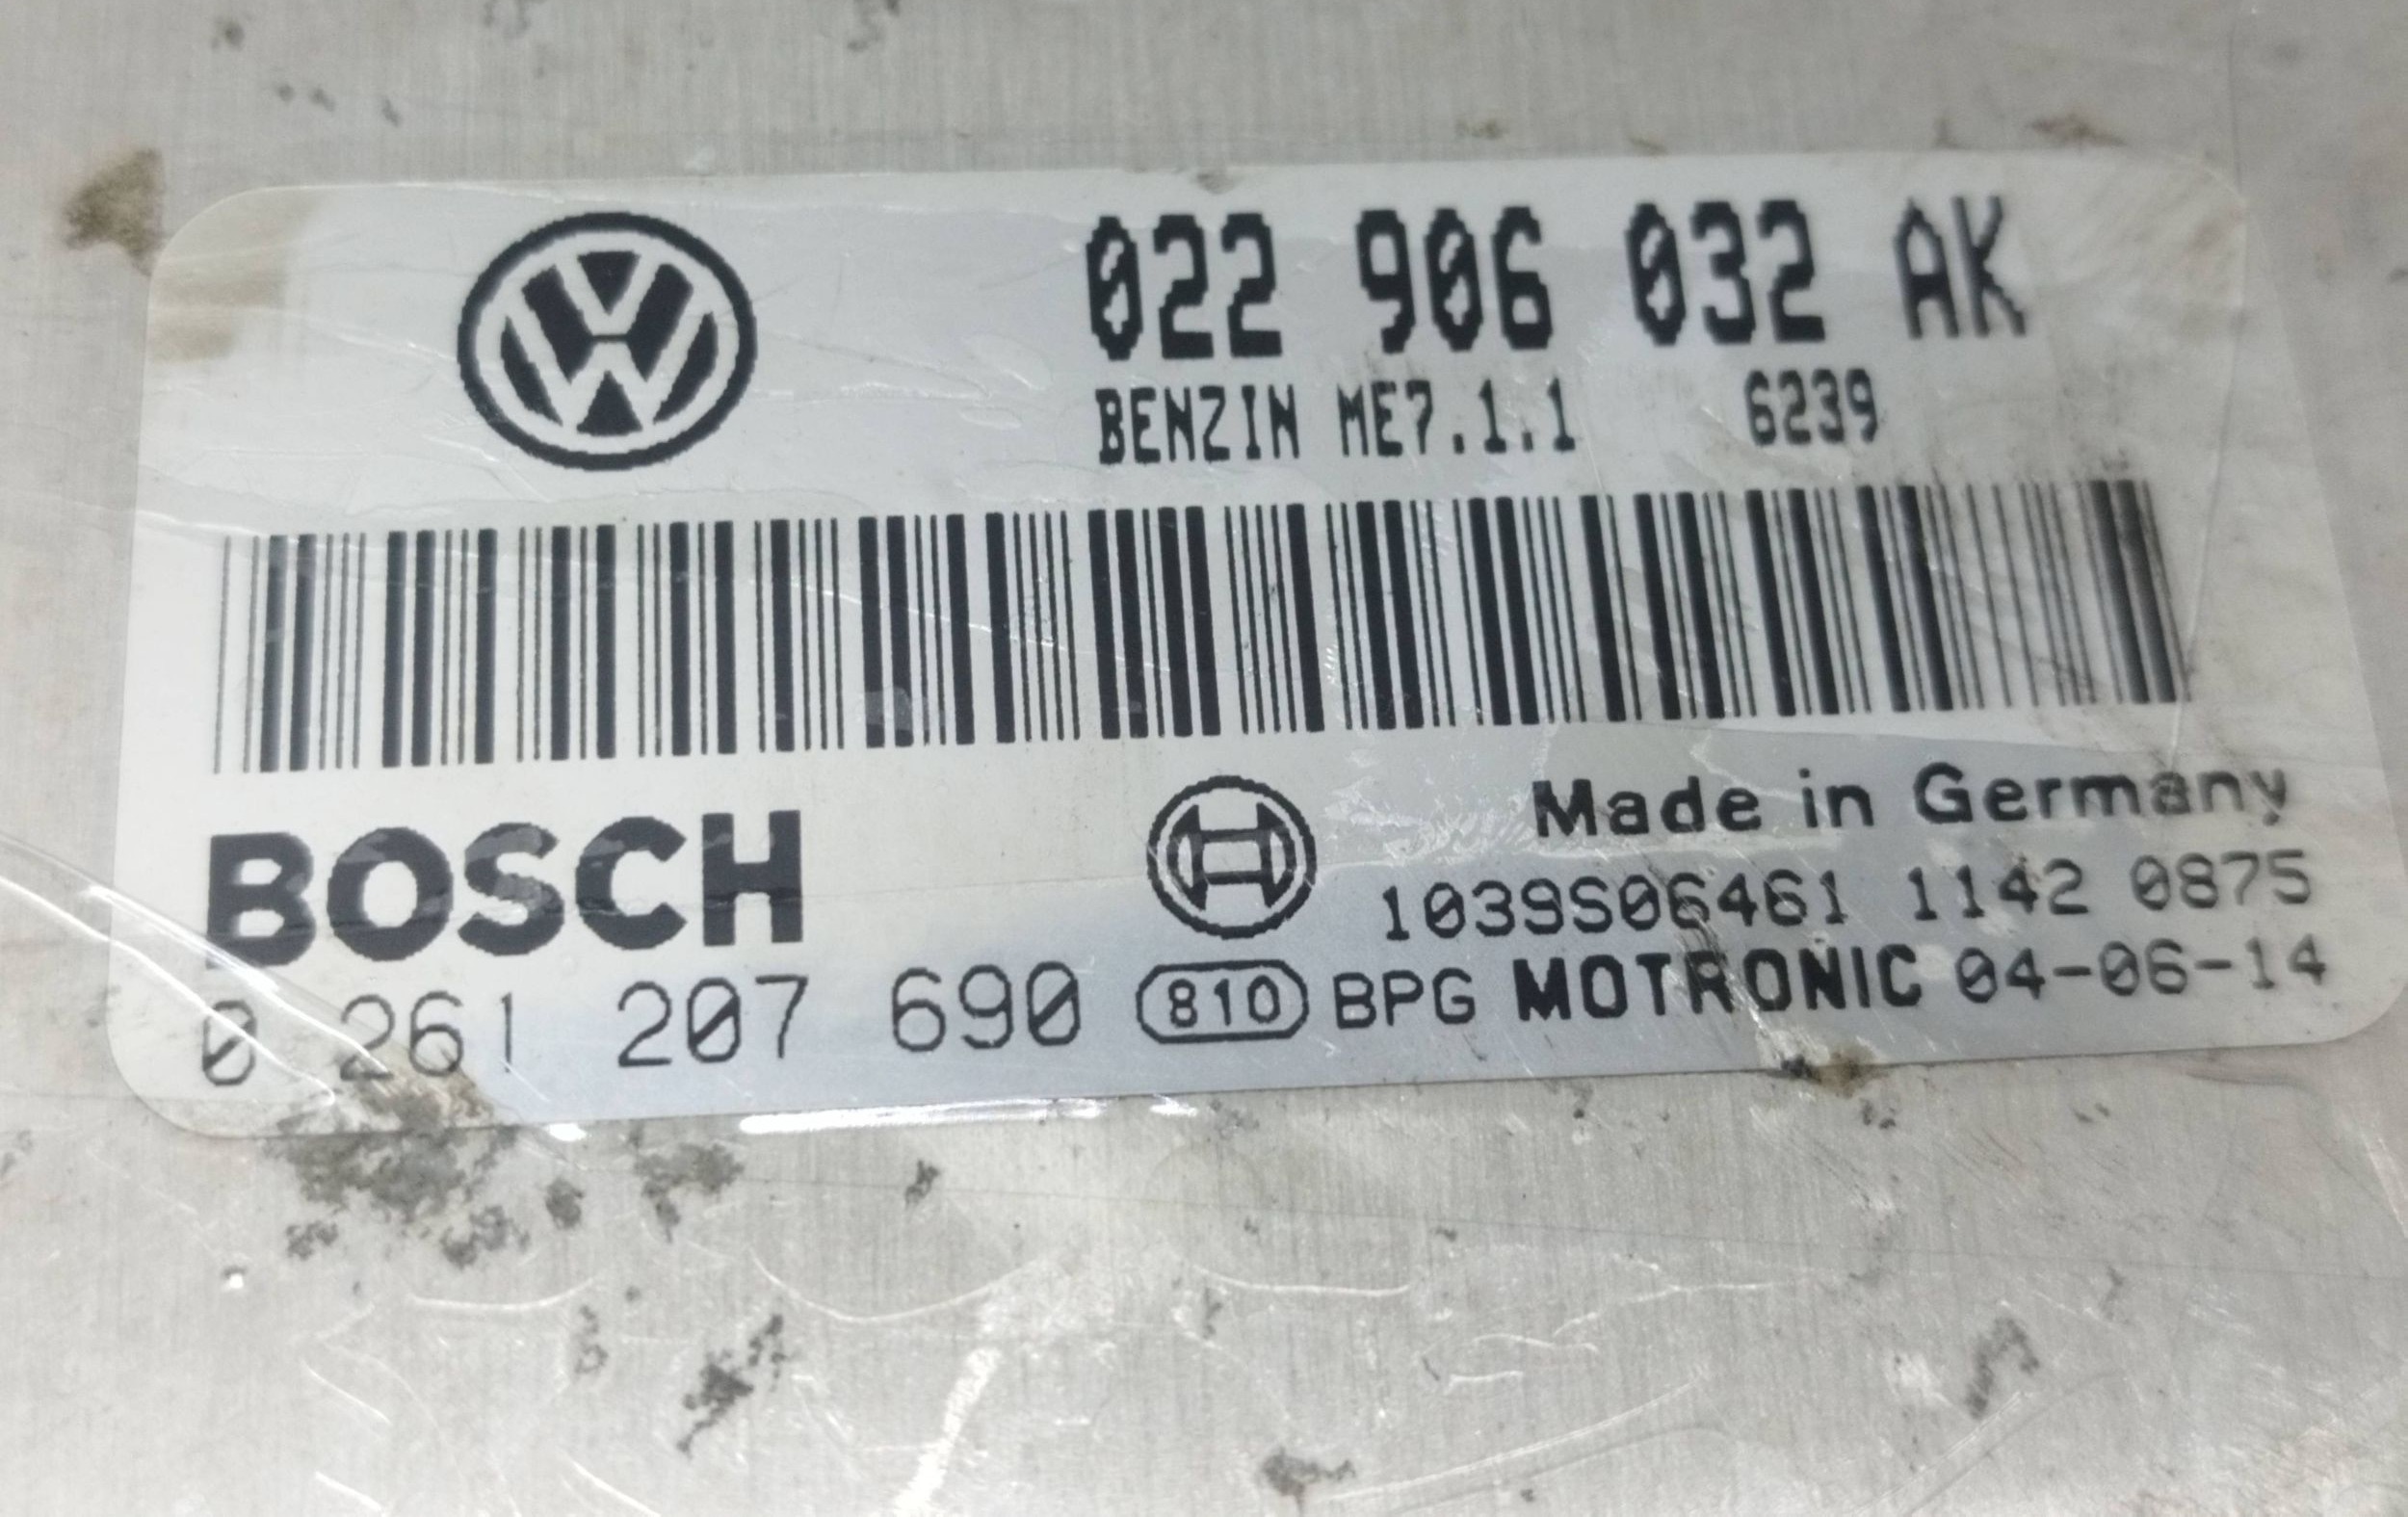 022 906 032 AK
BENZIN ME7.1.1 6239
BOSCH
Made in Germany
1039S06461 1142 0875
0 261 207 690 810 BPG MOTRONIC 04-06-14